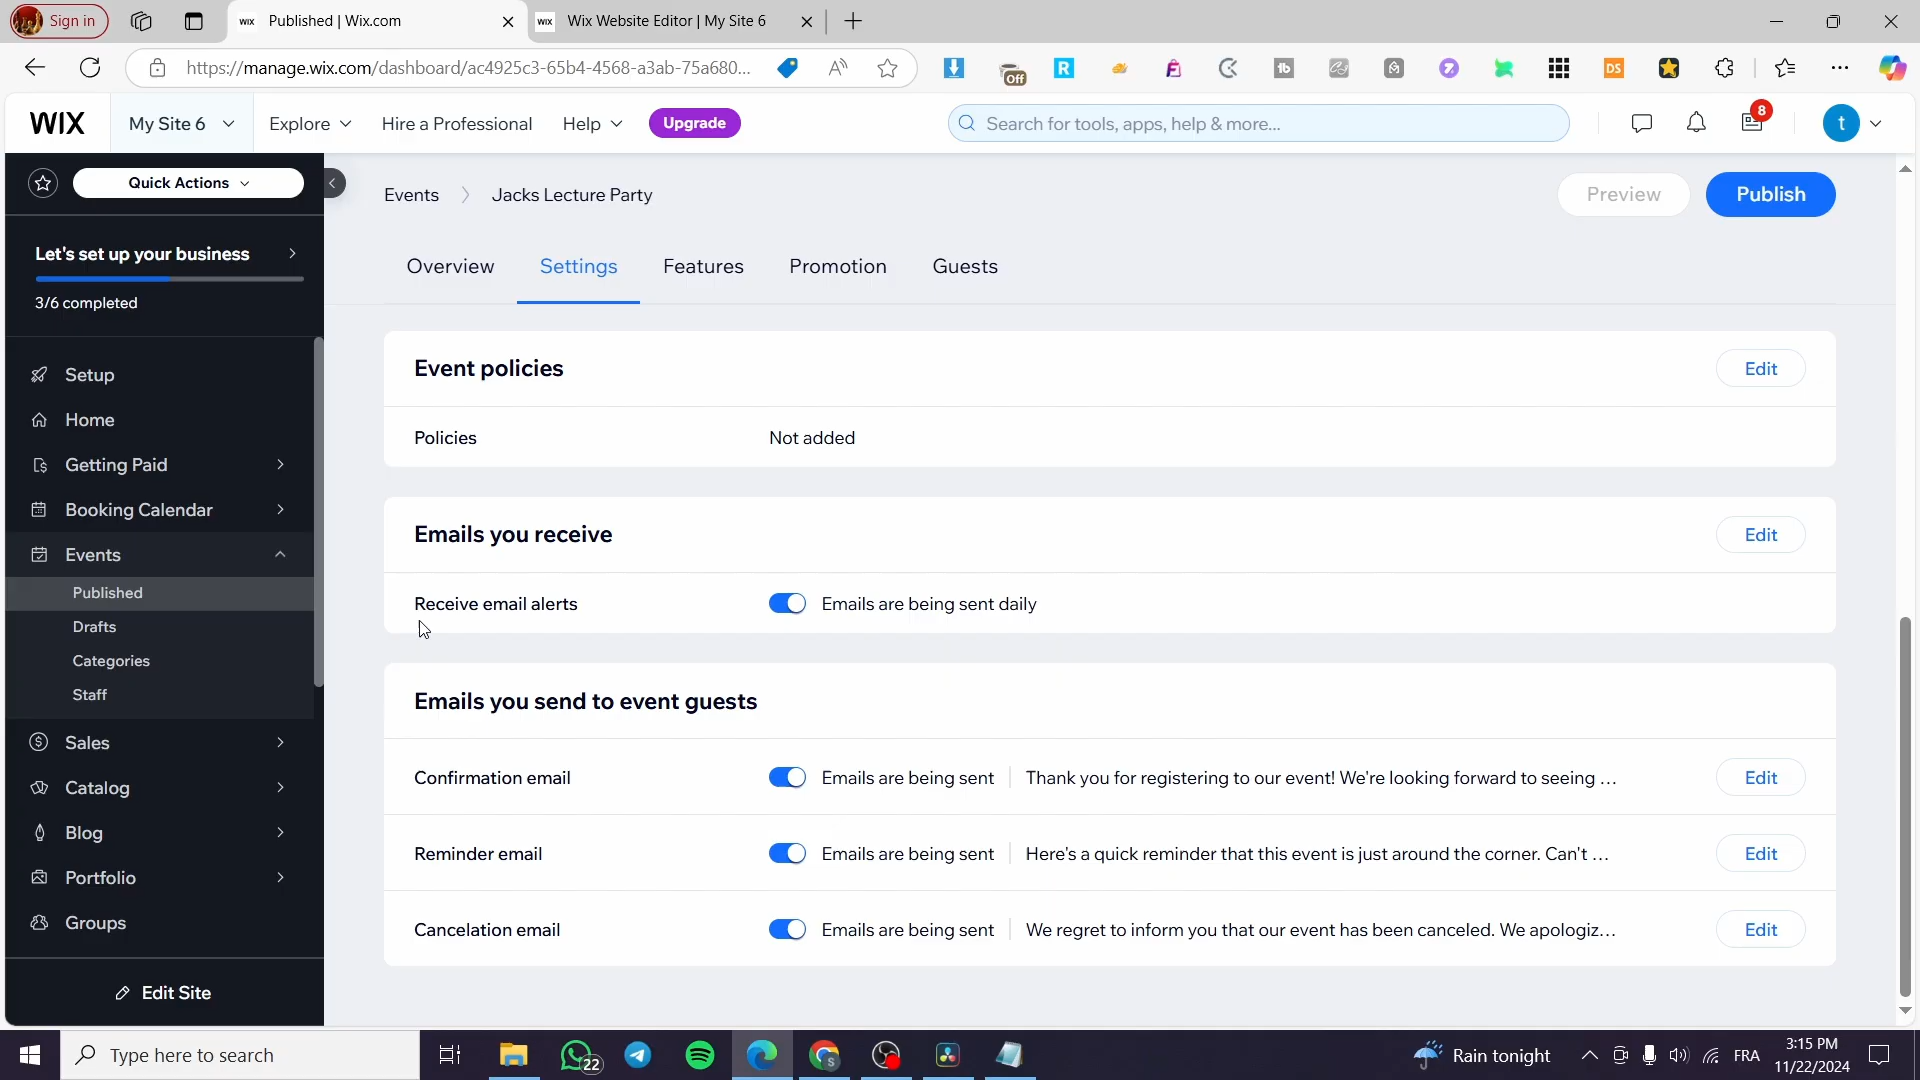 Sign in
WIX Published | Wix.com
WIX Wix Website Editor | My Site 6
https://manage.wix.com/dashboard/ac4925c3-65b4-4568-a3ab-75a680...
Off
R
tb
DS
WIX
My Site 6
Explore
Hire a Professional
Help
Upgrade
Search for tools, apps, help & more...
8
t
Quick Actions
Let's set up your business
3/6 completed
Setup
Home
Getting Paid
Booking Calendar
Events
Published
Drafts
Categories
Staff
Sales
Catalog
Blog
Portfolio
Groups
Edit Site
Events
Jacks Lecture Party
Preview
Publish
Overview
Settings
Features
Promotion
Guests
Event policies
Edit
Policies
Not added
Emails you receive
Edit
Receive email alerts
Emails are being sent daily
Emails you send to event guests
Confirmation email
Emails are being sent
Thank you for registering to our event! We're looking forward to seeing ...
Edit
Reminder email
Emails are being sent
Here's a quick reminder that this event is just around the corner. Can't ...
Edit
Cancelation email
Emails are being sent
We regret to inform you that our event has been canceled. We apologiz...
Edit
Type here to search
22
S
Rain tonight
FRA
3:15 PM
11/22/2024